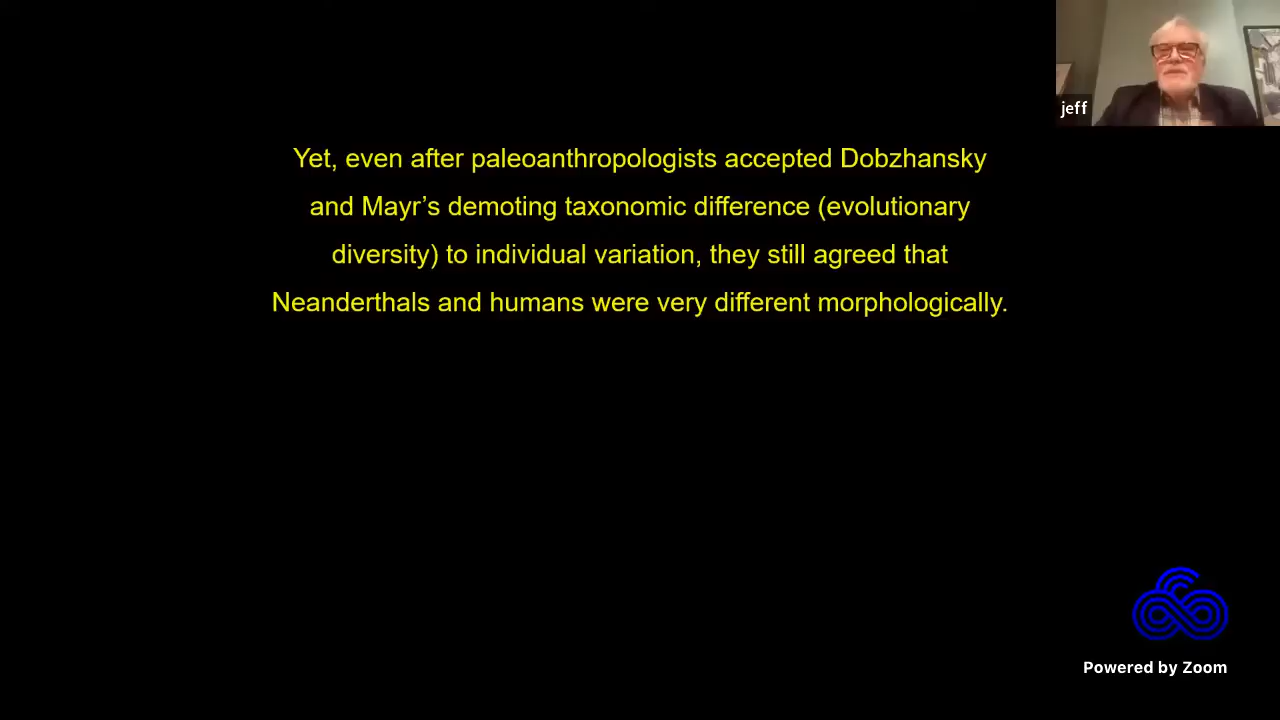 jeff
Yet, even after paleoanthropologists accepted Dobzhansky
and Mayr’s demoting taxonomic difference (evolutionary
diversity) to individual variation, they still agreed that
Neanderthals and humans were very different morphologically.
Powered by Zoom